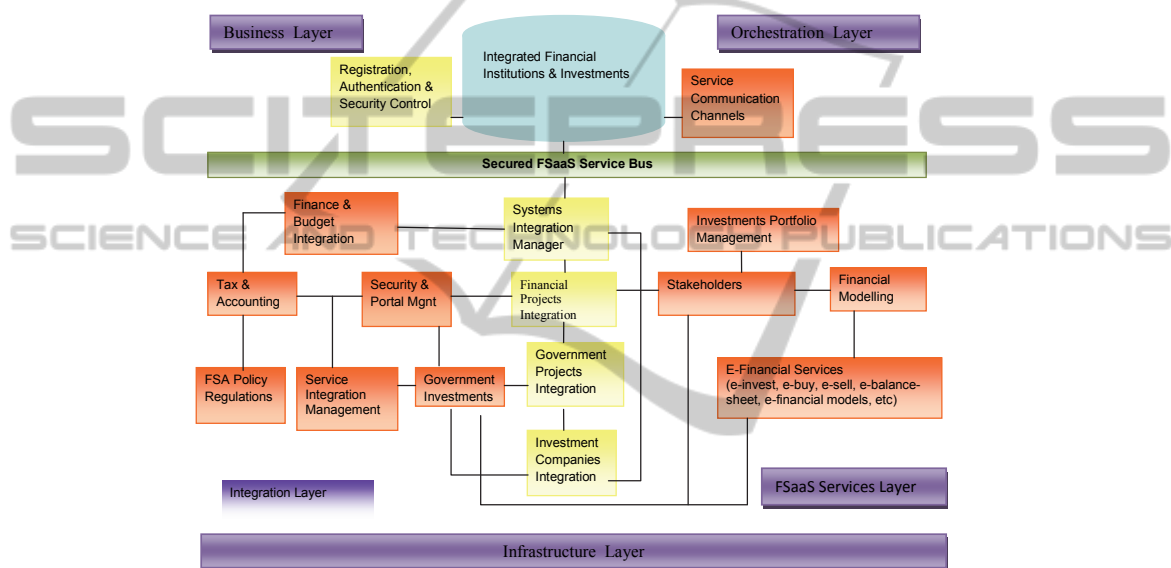 Business Layer
Orchestration Layer
Integrated Financial
Institutions & Investments
Registration,
Authentication &
Security Control
Service
Communication
Channels
SCITEPRESS
Secured FSaaS Service Bus
Finance &
Budget
Integration
Systems
Integration
Manager
Investments Portfolio
Management
SCIENCE AND TECHNOLOGY PUBLICATIONS
Tax &
Accounting
Security &
Portal Mgnt
Financial
Projects
Integration
Stakeholders
Financial
Modelling
FSA Policy
Regulations
Service
Integration
Management
Government
Investments
Government
Projects
Integration
E-Financial Services
(e-invest, e-buy, e-sell, e-balance-
sheet, e-financial models, etc)
Investment
Companies
Integration
Integration Layer
FSaaS Services Layer
Infrastructure Layer